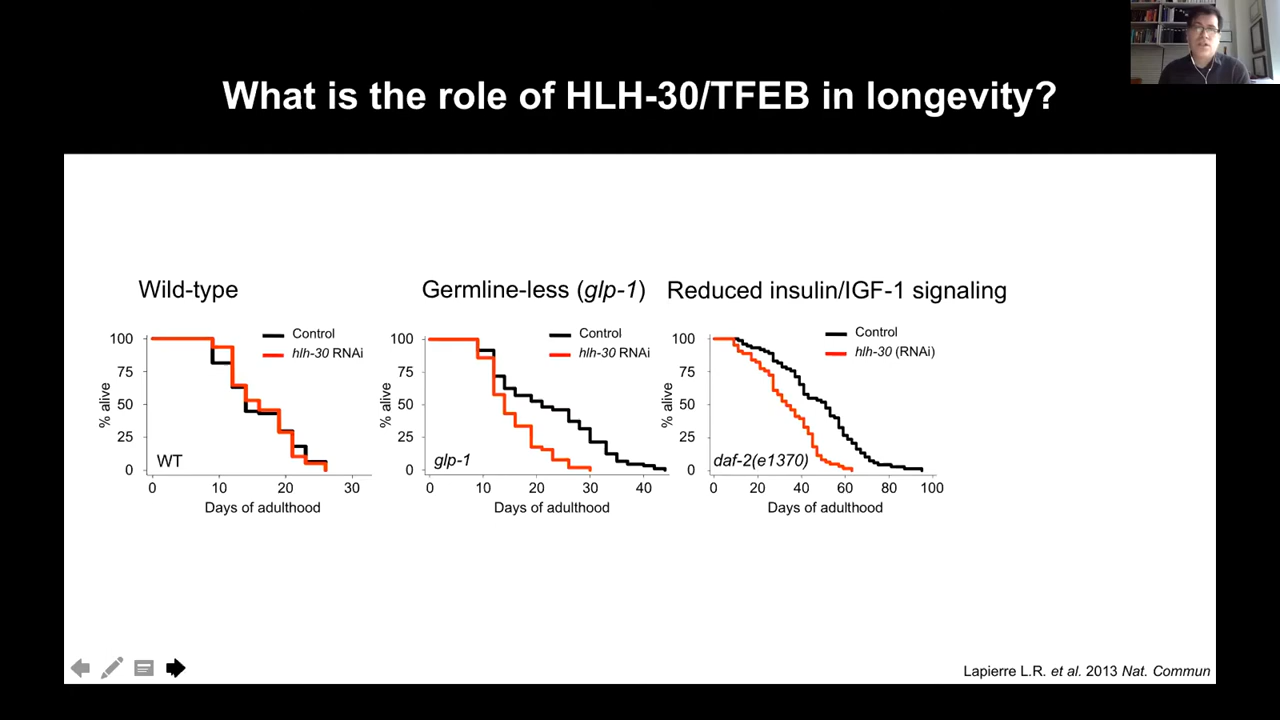 What is the role of HLH-30/TFEB in longevity?
Wild-type
100
75
50
25
0
% alive
Control
hlh-30 RNAi
WT
0 10 20 30
Days of adulthood
Germline-less (glp-1)
100
75
50
25
0
% alive
Control
hlh-30 RNAi
glp-1
0 10 20 30 40
Days of adulthood
Reduced insulin/IGF-1 signaling
100
75
50
25
0
% alive
Control
hlh-30 (RNAi)
daf-2(e1370)
0 20 40 60 80 100
Days of adulthood
Lapierre L.R. et al. 2013 Nat. Commun